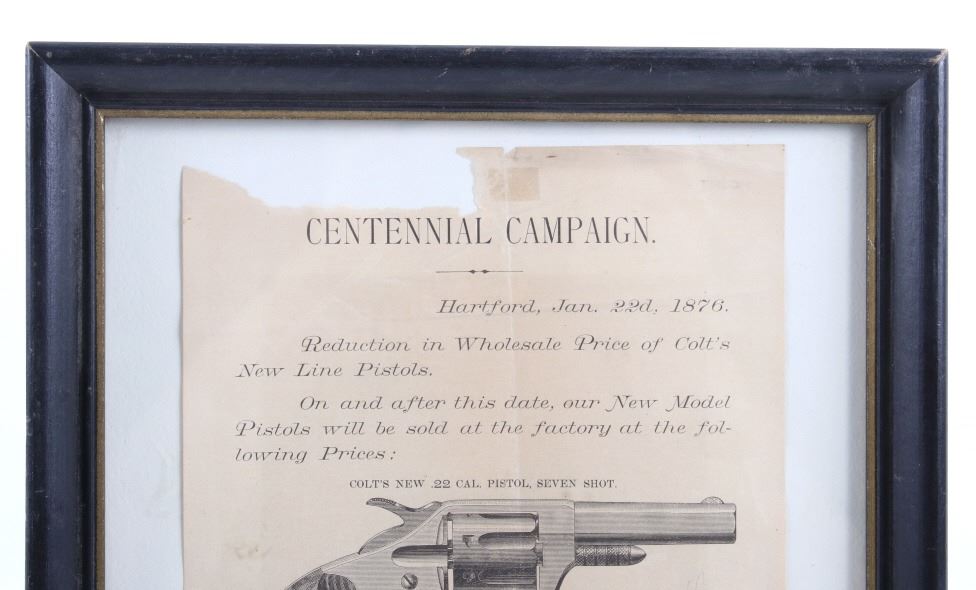 CENTENNIAL CAMPAIGN.
Hartford, Jan. 22d, 1876.
Reduction in Wholesale Price of Colt's
New Line Pistols.
On and after this date, our New Model
Pistols will be sold at the factory at the fol-
lowing Prices:
COLT'S NEW .22 CAL. PISTOL, SEVEN SHOT.